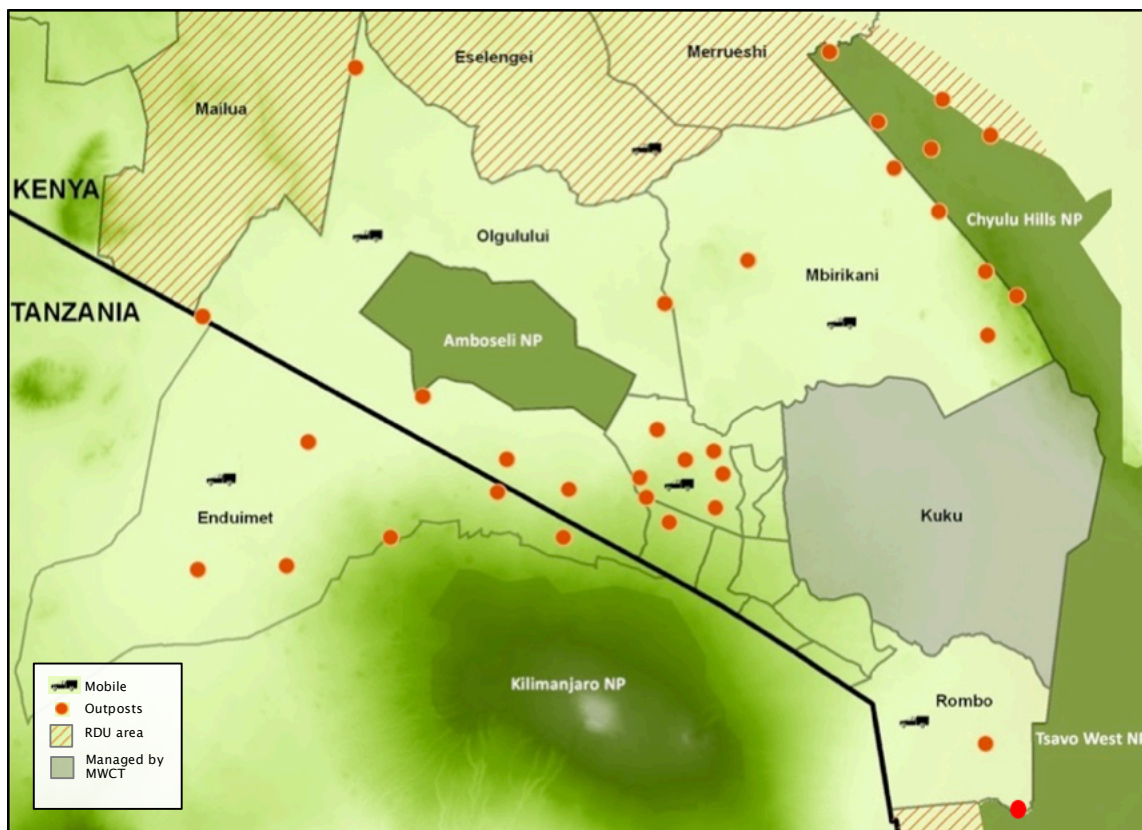 Eselengei
Merrueshi
Mailua
KENYA
Chyulu Hills NP
Olgulului
Mbirikani
TANZANIA
Amboseli NP
Kuku
Enduimet
Kilimanjaro NP
Rombo
Tsavo West NP
Mobile
Outposts
RDU area
Managed by
MWCT